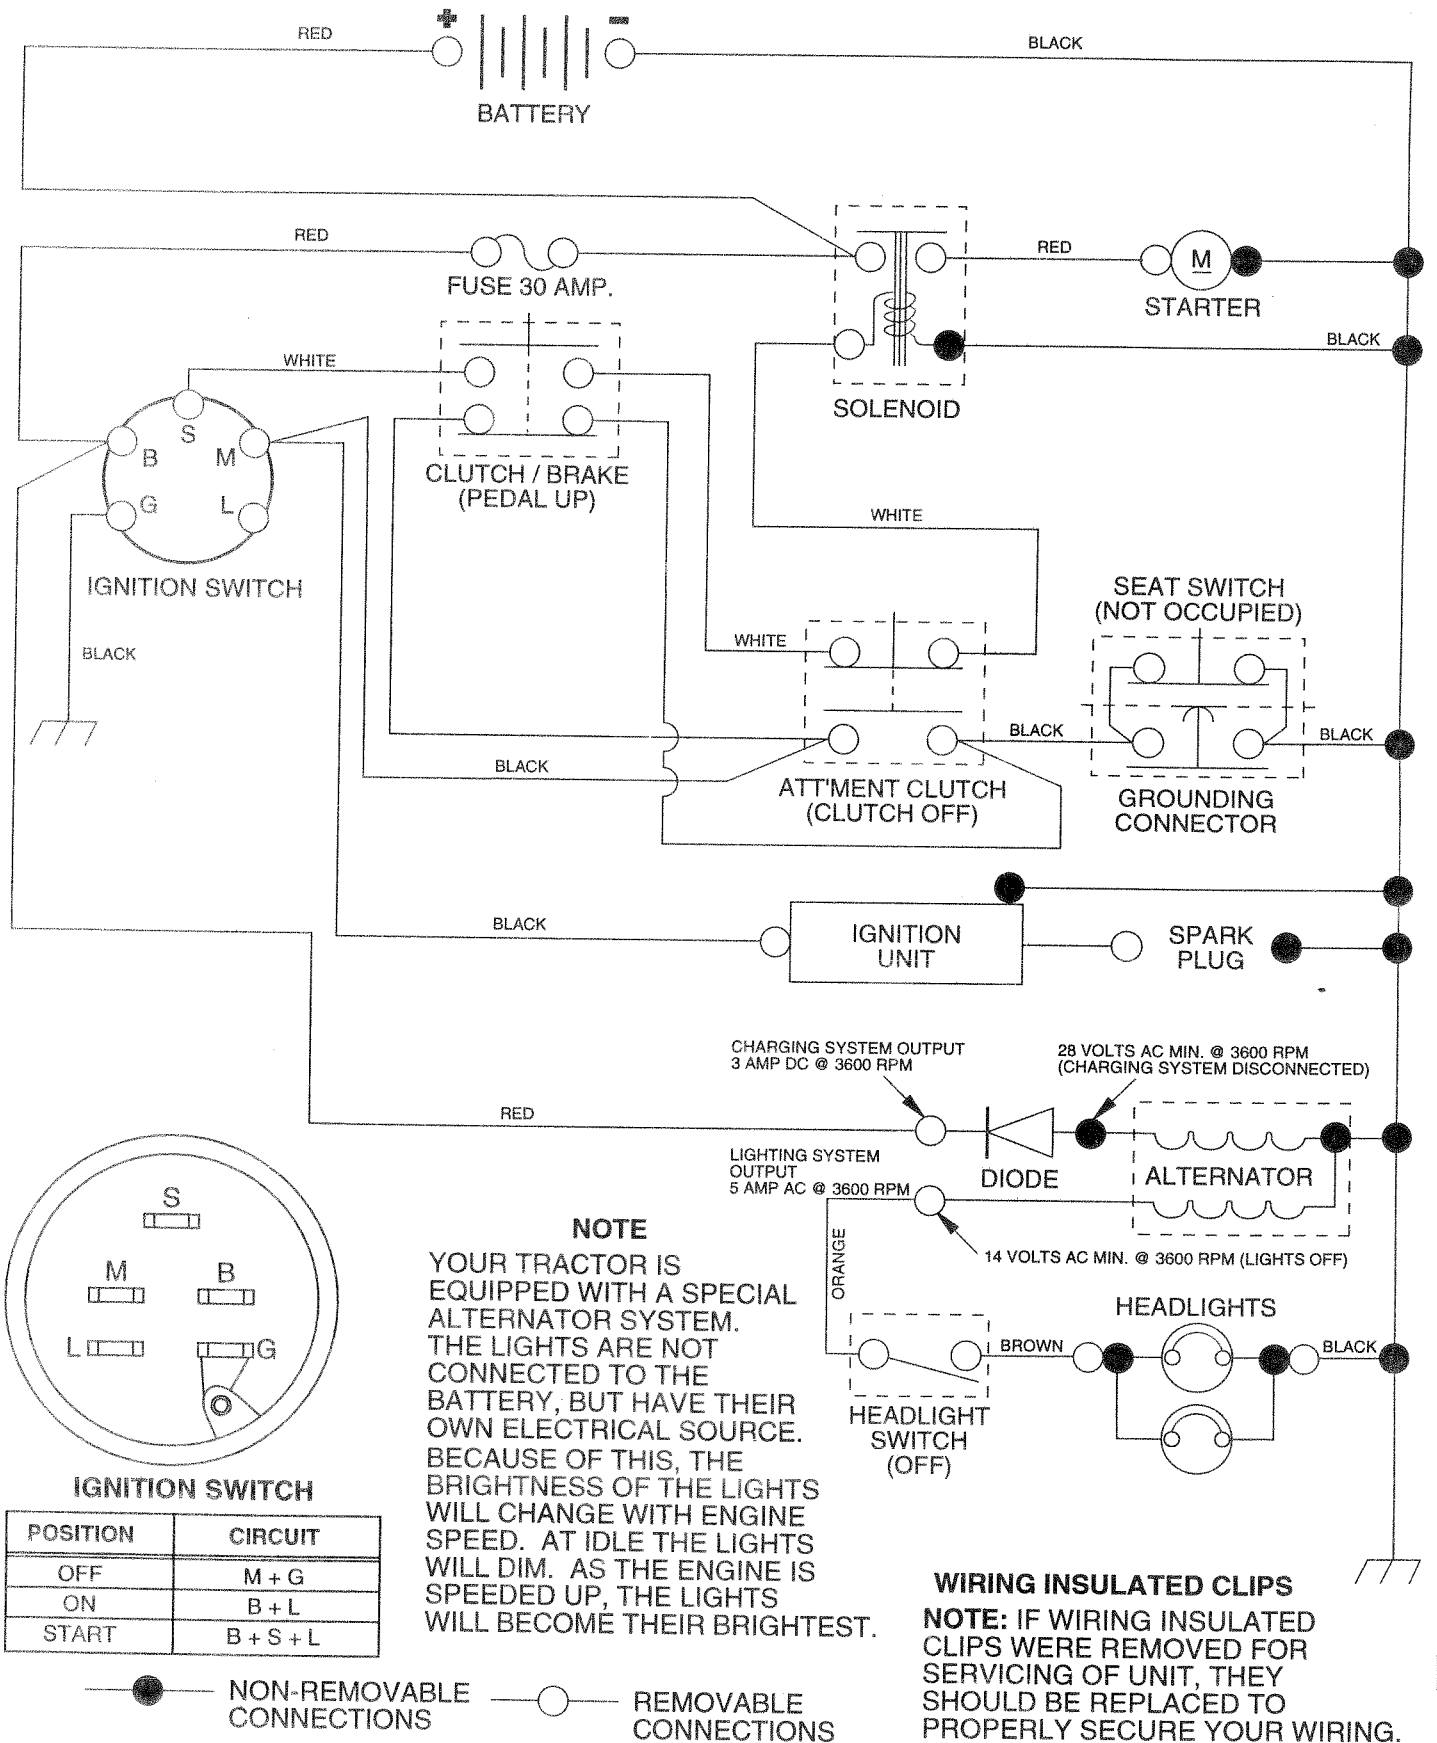 + -
RED
BLACK
BATTERY
RED
RED
M
FUSE 30 AMP.
STARTER
BLACK
WHITE
SOLENOID
S
B M
G L
CLUTCH / BRAKE
(PEDAL UP)
WHITE
IGNITION SWITCH
SEAT SWITCH
(NOT OCCUPIED)
WHITE
BLACK
BLACK
BLACK
BLACK
ATT'MENT CLUTCH
(CLUTCH OFF)
GROUNDING
CONNECTOR
BLACK
IGNITION
UNIT
SPARK
PLUG
CHARGING SYSTEM OUTPUT
3 AMP DC @ 3600 RPM
28 VOLTS AC MIN. @ 3600 RPM
(CHARGING SYSTEM DISCONNECTED)
RED
LIGHTING SYSTEM
OUTPUT
5 AMP AC @ 3600 RPM
DIODE
ALTERNATOR
14 VOLTS AC MIN. @ 3600 RPM (LIGHTS OFF)
ORANGE
HEADLIGHTS
BROWN
BLACK
HEADLIGHT
SWITCH
(OFF)
S
M B
L G
IGNITION SWITCH
POSITION CIRCUIT
OFF M + G
ON B + L
START B + S + L
NOTE
YOUR TRACTOR IS
EQUIPPED WITH A SPECIAL
ALTERNATOR SYSTEM.
THE LIGHTS ARE NOT
CONNECTED TO THE
BATTERY, BUT HAVE THEIR
OWN ELECTRICAL SOURCE.
BECAUSE OF THIS, THE
BRIGHTNESS OF THE LIGHTS
WILL CHANGE WITH ENGINE
SPEED. AT IDLE THE LIGHTS
WILL DIM. AS THE ENGINE IS
SPEEDED UP, THE LIGHTS
WILL BECOME THEIR BRIGHTEST.
WIRING INSULATED CLIPS
NOTE: IF WIRING INSULATED
CLIPS WERE REMOVED FOR
SERVICING OF UNIT, THEY
SHOULD BE REPLACED TO
PROPERLY SECURE YOUR WIRING.
NON-REMOVABLE
CONNECTIONS
REMOVABLE
CONNECTIONS